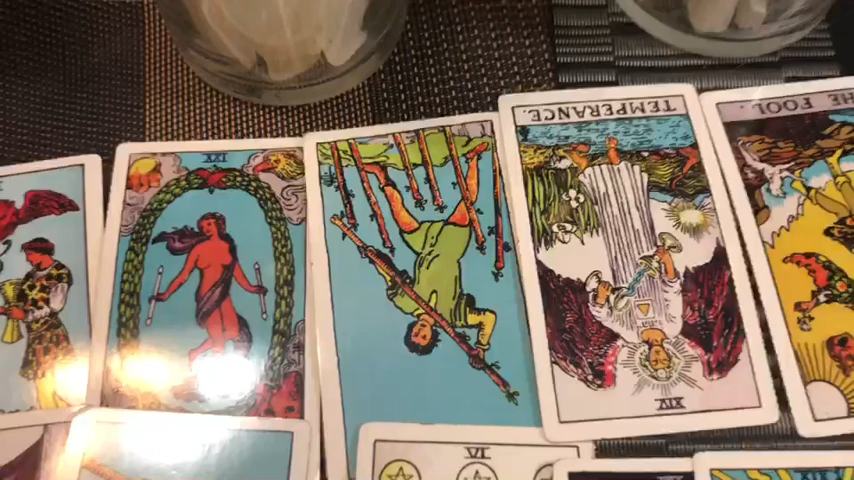 XXI
TEMPERANCE.
THE FOOL.
XIV
VI